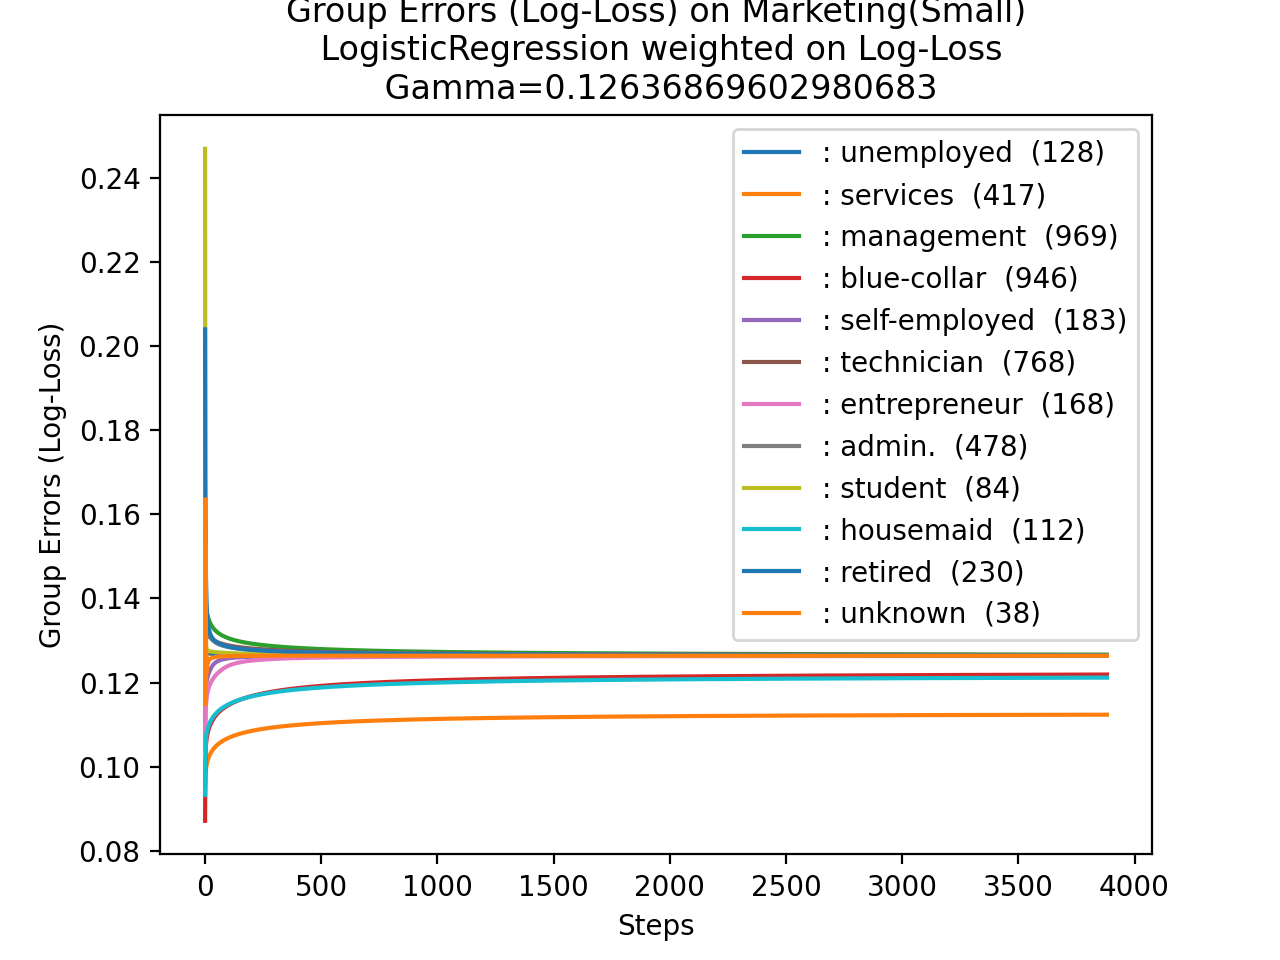 Group Errors (Log-Loss) on Marketing(Small)
LogisticRegression weighted on Log-Loss
Gamma=0.12636869602980683
Group Errors (Log-Loss)
0.24
0.22
0.20
0.18
0.16
0.14
0.12
0.10
0.08
: unemployed (128)
: services (417)
: management (969)
: blue-collar (946)
: self-employed (183)
: technician (768)
: entrepreneur (168)
: admin. (478)
: student (84)
: housemaid (112)
: retired (230)
: unknown (38)
0 500 1000 1500 2000 2500 3000 3500 4000
Steps